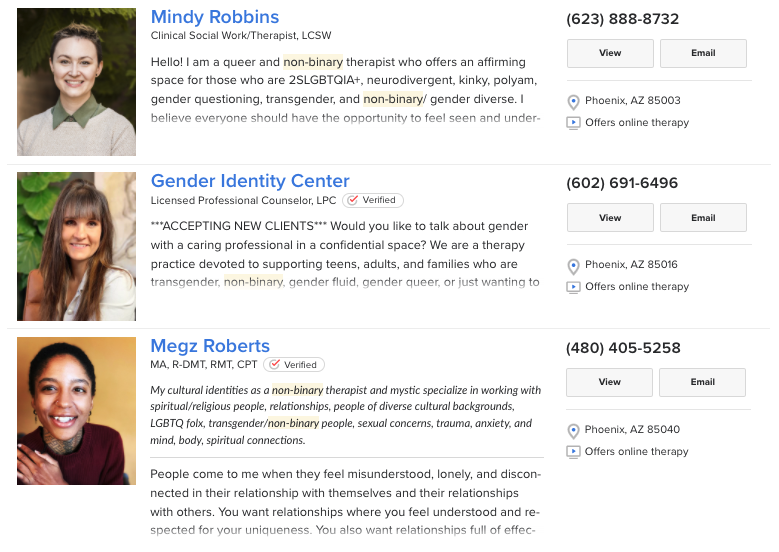 Mindy Robbins
Clinical Social Work/Therapist, LCSW
Hello! I am a queer and non-binary therapist who offers an affirming
space for those who are 2SLGBTQIA+, neurodivergent, kinky, polyam,
gender questioning, transgender, and non-binary/ gender diverse. I
believe everyone should have the opportunity to feel seen and under-
(623) 888-8732
View
Email
Phoenix, AZ 85003
Offers online therapy
Gender Identity Center
Licensed Professional Counselor, LPC Verified
***ACCEPTING NEW CLIENTS*** Would you like to talk about gender
with a caring professional in a confidential space? We are a therapy
practice devoted to supporting teens, adults, and families who are
transgender, non-binary, gender fluid, gender queer, or just wanting to
(602) 691-6496
View
Email
Phoenix, AZ 85016
Offers online therapy
Megz Roberts
MA, R-DMT, RMT, CPT Verified
My cultural identities as a non-binary therapist and mystic specialize in working with
spiritual/religious people, relationships, people of diverse cultural backgrounds,
LGBTQ folx, transgender/non-binary people, sexual concerns, trauma, anxiety, and
mind, body, spiritual connections.
People come to me when they feel misunderstood, lonely, and discon-
nected in their relationship with themselves and their relationships
with others. You want relationships where you feel understood and re-
spected for your uniqueness. You also want relationships full of effec-
(480) 405-5258
View
Email
Phoenix, AZ 85040
Offers online therapy